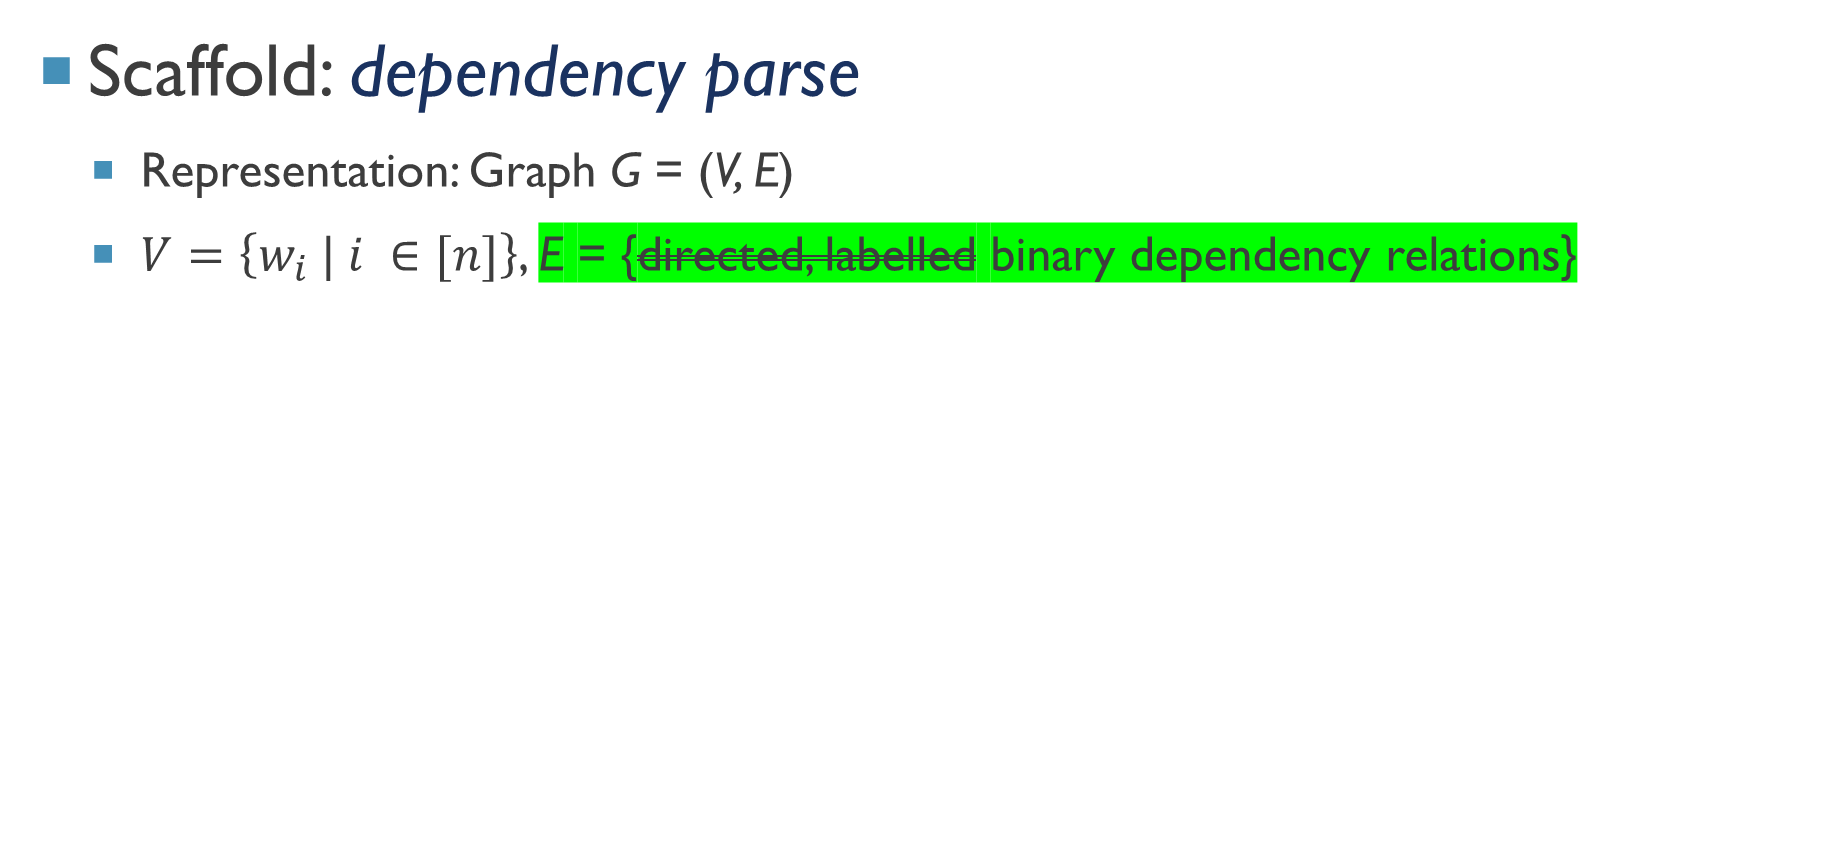 Scaffold: dependency parse
Representation: Graph G = (V, E)
V = {wᵢ | i ∈ [n]}, E = {directed, labelled binary dependency relations}